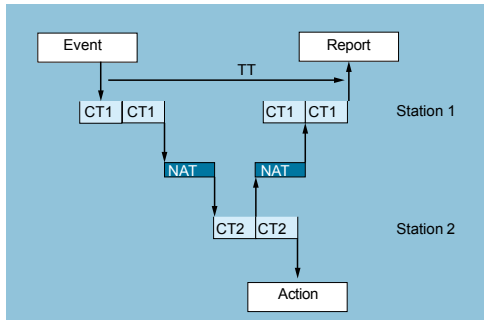 Event
Report
TT
CT1 CT1
CT1 CT1
Station 1
NAT
NAT
CT2 CT2
Station 2
Action